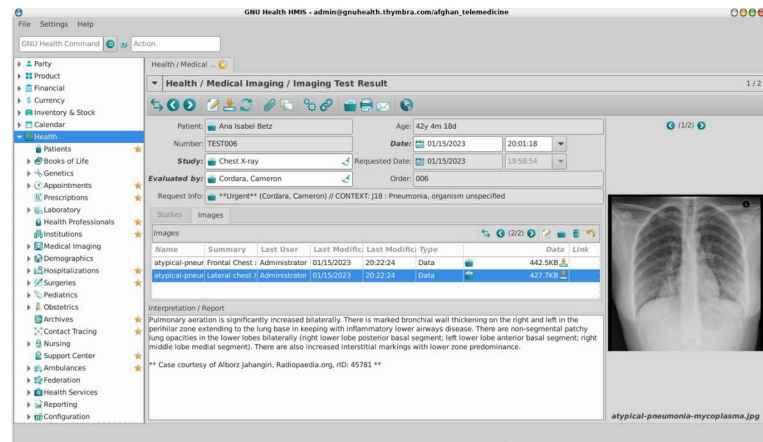 GNU Health HMIS - admin@gnuhealth.thymbra.com/afghan_telemedicine
File Settings Help
GNU Health Command
Action
Party
Product
Financial
Currency
Inventory & Stock
Calendar
Health
Patients
Books of Life
Genetics
Appointments
Prescriptions
Laboratory
Health Professionals
Institutions
Medical Imaging
Demographics
Hospitalizations
Surgeries
Pediatrics
Obstetrics
Archives
Contact Tracing
Nursing
Support Center
Ambulances
Federation
Health Services
Reporting
Configuration
Health / Medical ...
Health / Medical Imaging / Imaging Test Result
1/2
Patient: Ana Isabel Betz Age: 42y 4m 18d
Number: TEST006 Date: 01/15/2023 20:01:18
Study: Chest X-ray Requested Date: 01/15/2023 19:58:54
Evaluated by: Cordara, Cameron Order: 006
Request Info: **Urgent** (Cordara, Cameron) // CONTEXT: J18 : Pneumonia, organism unspecified
Studies Images
Images (2/2)
Name Summary Last User Last Modific Last Modific Type Data Link
atypical-pneur Frontal Chest Administrator 01/15/2023 20:22:24 Data 442.5KB
atypical-pneur Lateral chest Administrator 01/15/2023 20:22:24 Data 427.7KB
Interpretation / Report
Pulmonary aeration is significantly increased bilaterally. There is marked bronchial wall thickening on the right and left in the
perihilar zone extending to the lung base in keeping with inflammatory lower airways disease. There are non-segmental patchy
lung opacities in the lower lobes bilaterally (right lower lobe posterior basal segment; left lower lobe anterior basal segment; right
middle lobe medial segment). There are also increased interstitial markings with lower zone predominance.
** Case courtesy of Alborz Jahangiri, Radiopaedia.org, rID: 45781 **
(1/2)
atypical-pneumonia-mycoplasma.jpg